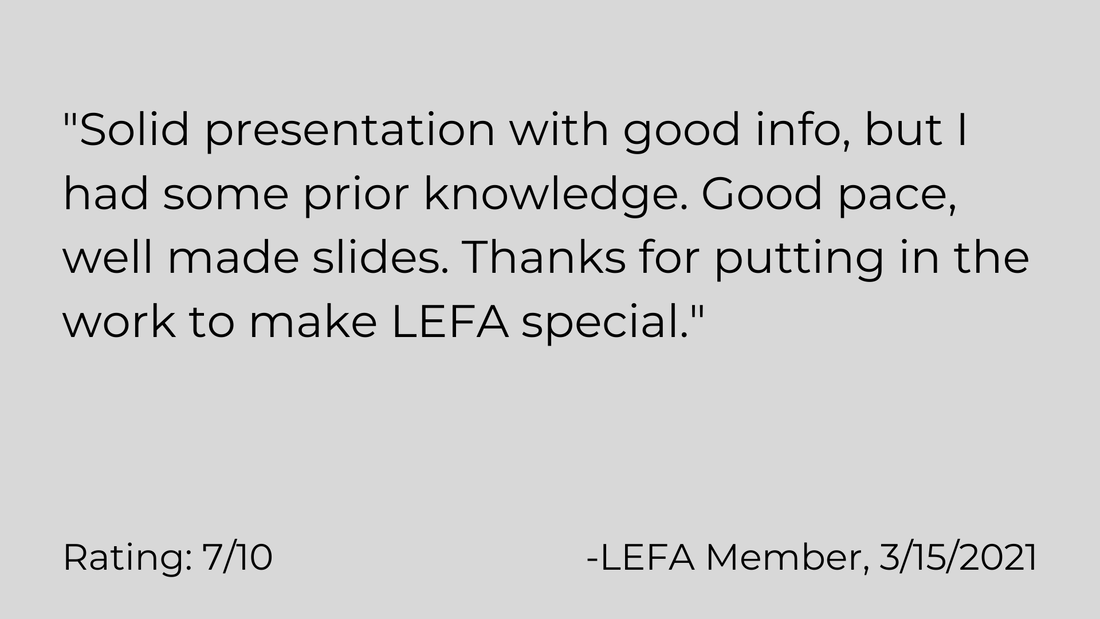 "Solid presentation with good info, but I
had some prior knowledge. Good pace,
well made slides. Thanks for putting in the
work to make LEFA special."
Rating: 7/10
-LEFA Member, 3/15/2021